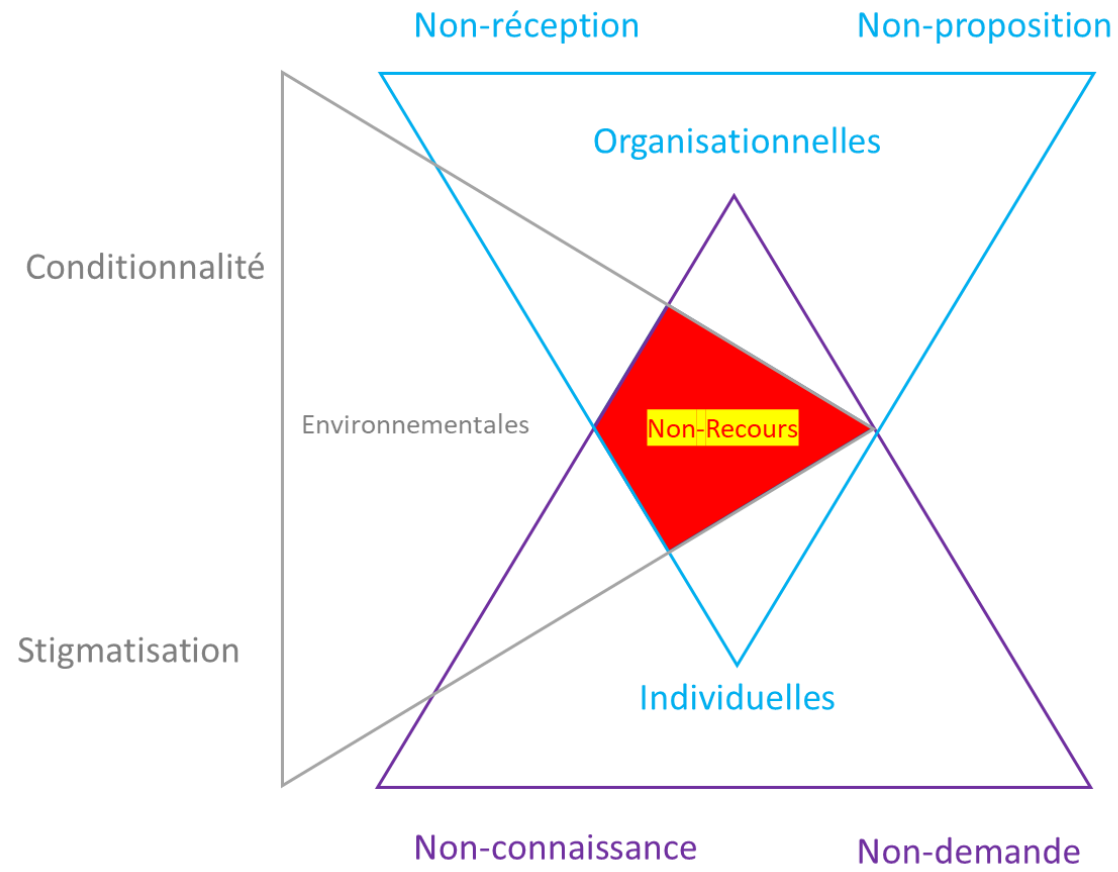 Non-réception
Non-proposition
Organisationnelles
Conditionnalité
Environnementales
Non-Recours
Stigmatisation
Individuelles
Non-connaissance
Non-demande